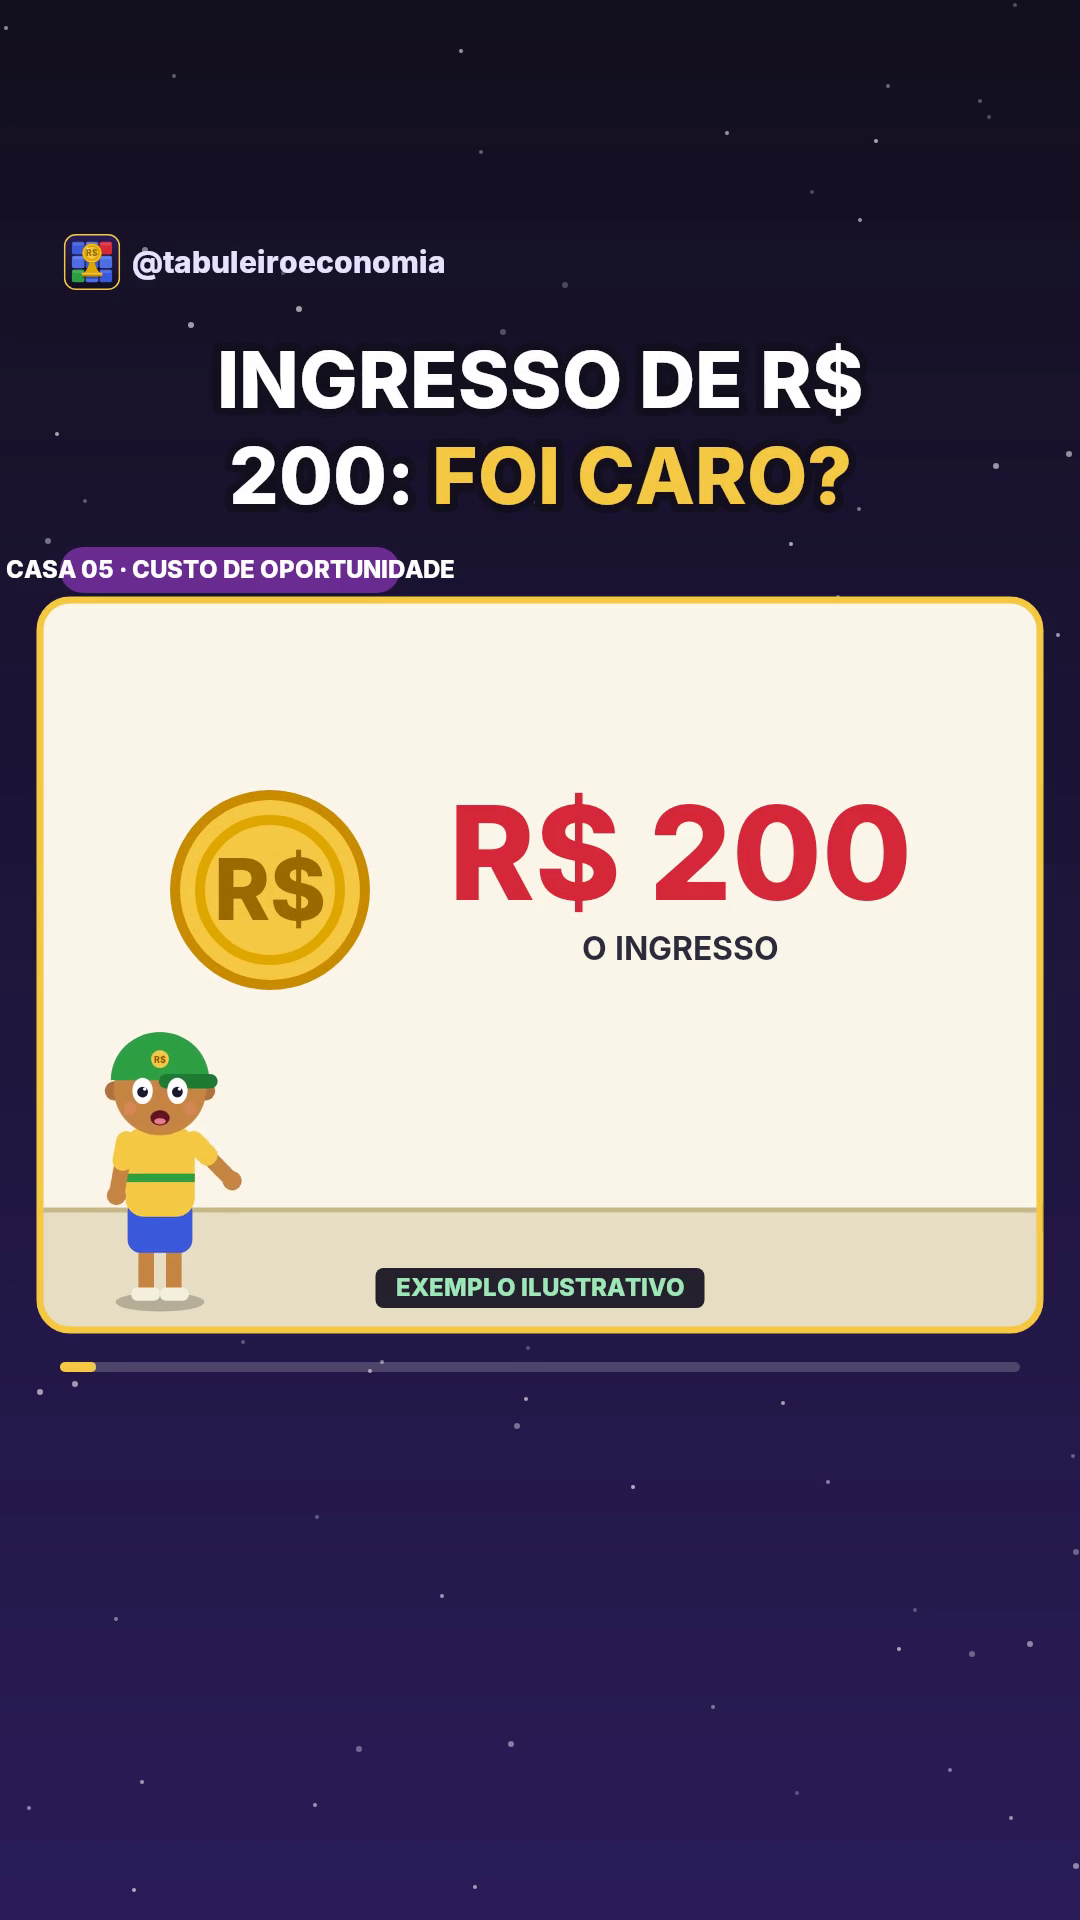 @tabuleiroeconomia
INGRESSO DE R$
200: FOI CARO?
CASA 05 · CUSTO DE OPORTUNIDADE
R$ 200
R$
O INGRESSO
R$
EXEMPLO ILUSTRATIVO